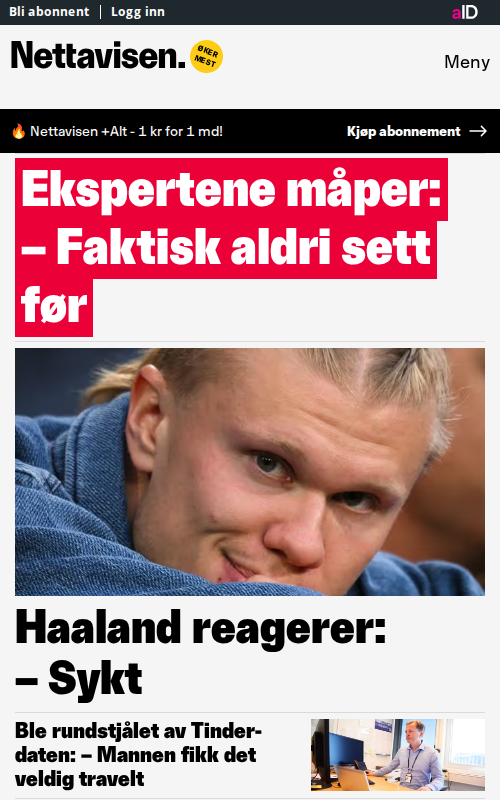 Bli abonnent Logg inn aID
Nettavisen. ØKER
MEST
Meny
🔥 Nettavisen +Alt - 1 kr for 1 md! Kjøp abonnement →
Ekspertene måper:
– Faktisk aldri sett
før
Haaland reagerer:
– Sykt
Ble rundstjålet av Tinder-
daten: – Mannen fikk det
veldig travelt